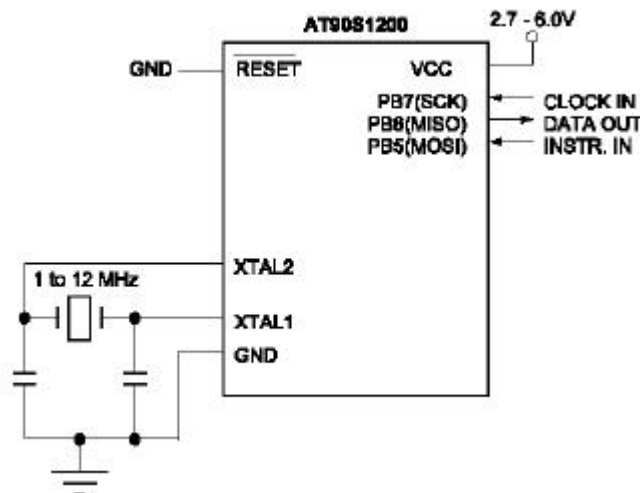 AT90S1200
2.7 - 6.0V
GND
RESET
VCC
PB7(SCK)
CLOCK IN
PB6(MISO)
DATA OUT
PB5(MOSI)
INSTR. IN
XTAL2
1 to 12 MHz
XTAL1
GND